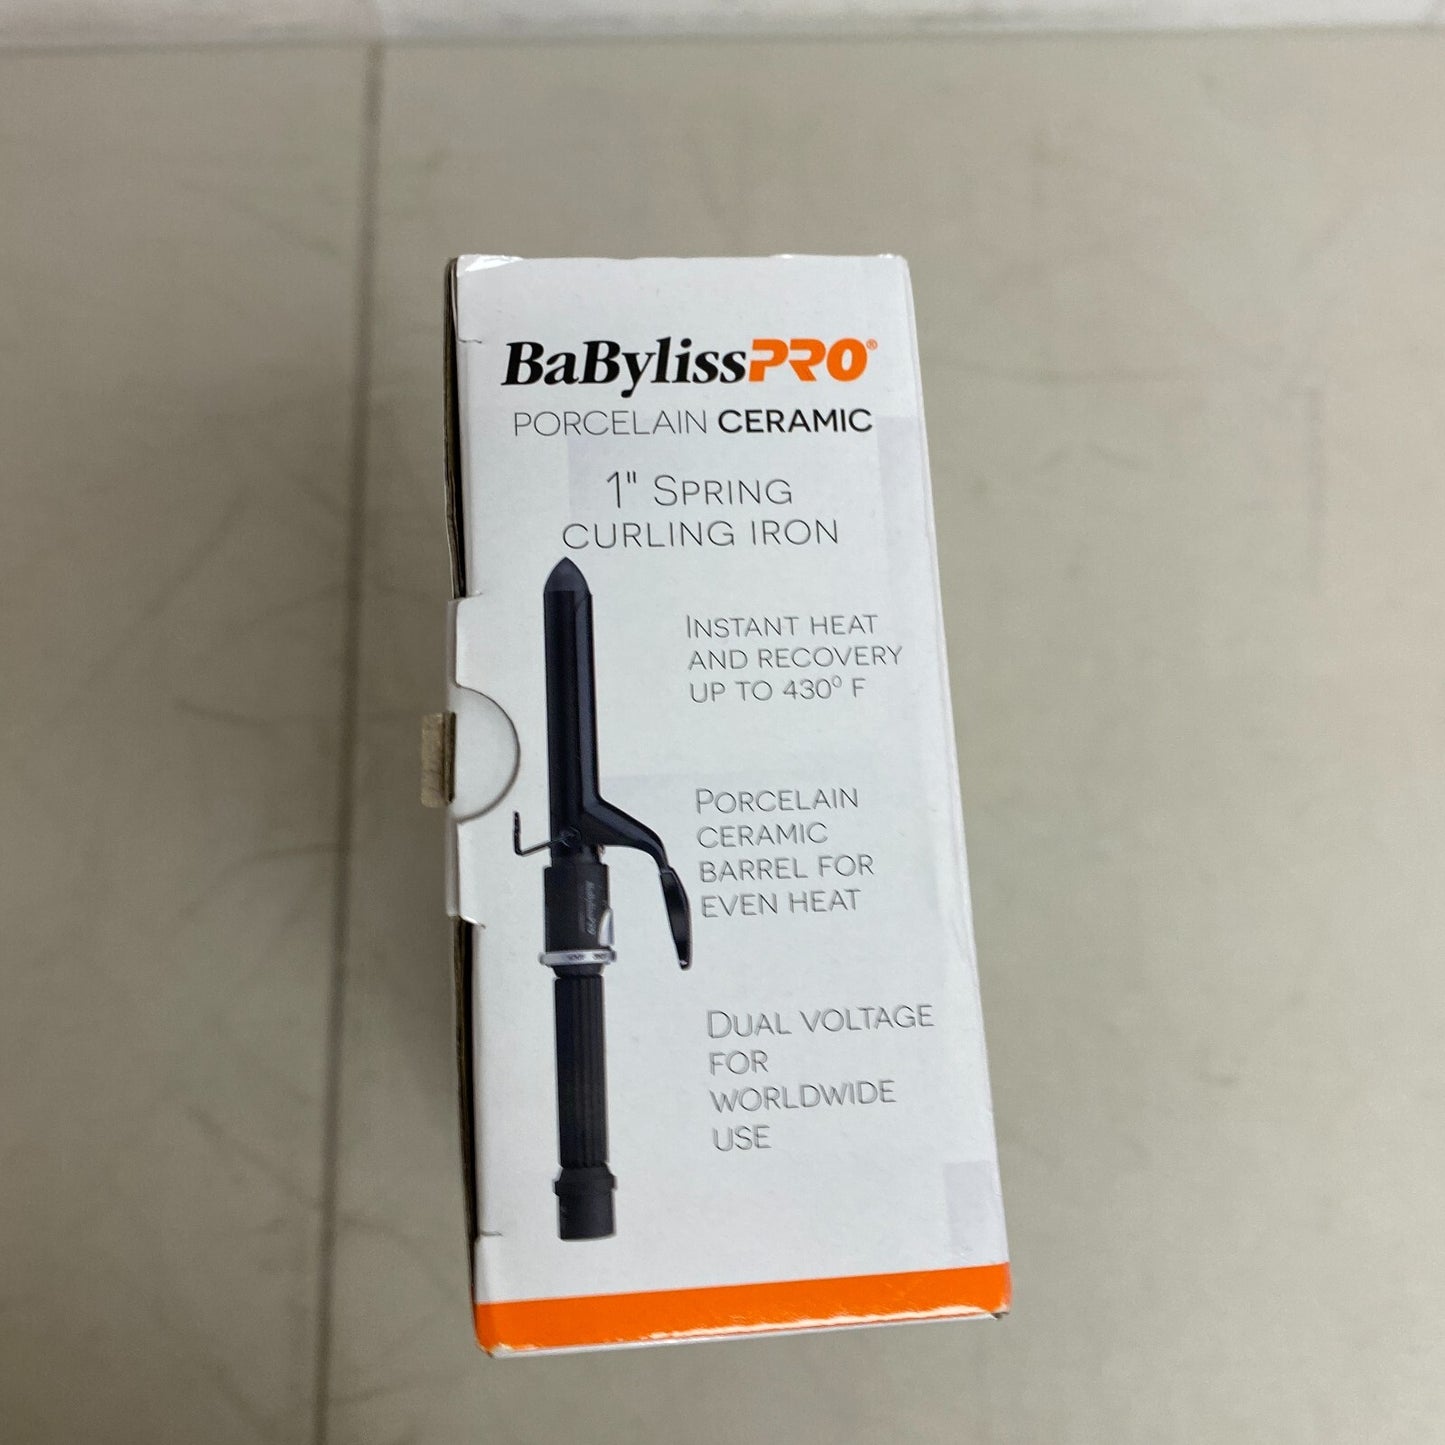 BaBylissPRO®
PORCELAIN CERAMIC
1" SPRING
CURLING IRON
INSTANT HEAT
AND RECOVERY
UP TO 430° F
PORCELAIN
CERAMIC
BARREL FOR
EVEN HEAT
BaBylissPRO
DUAL VOLTAGE
FOR
WORLDWIDE
USE